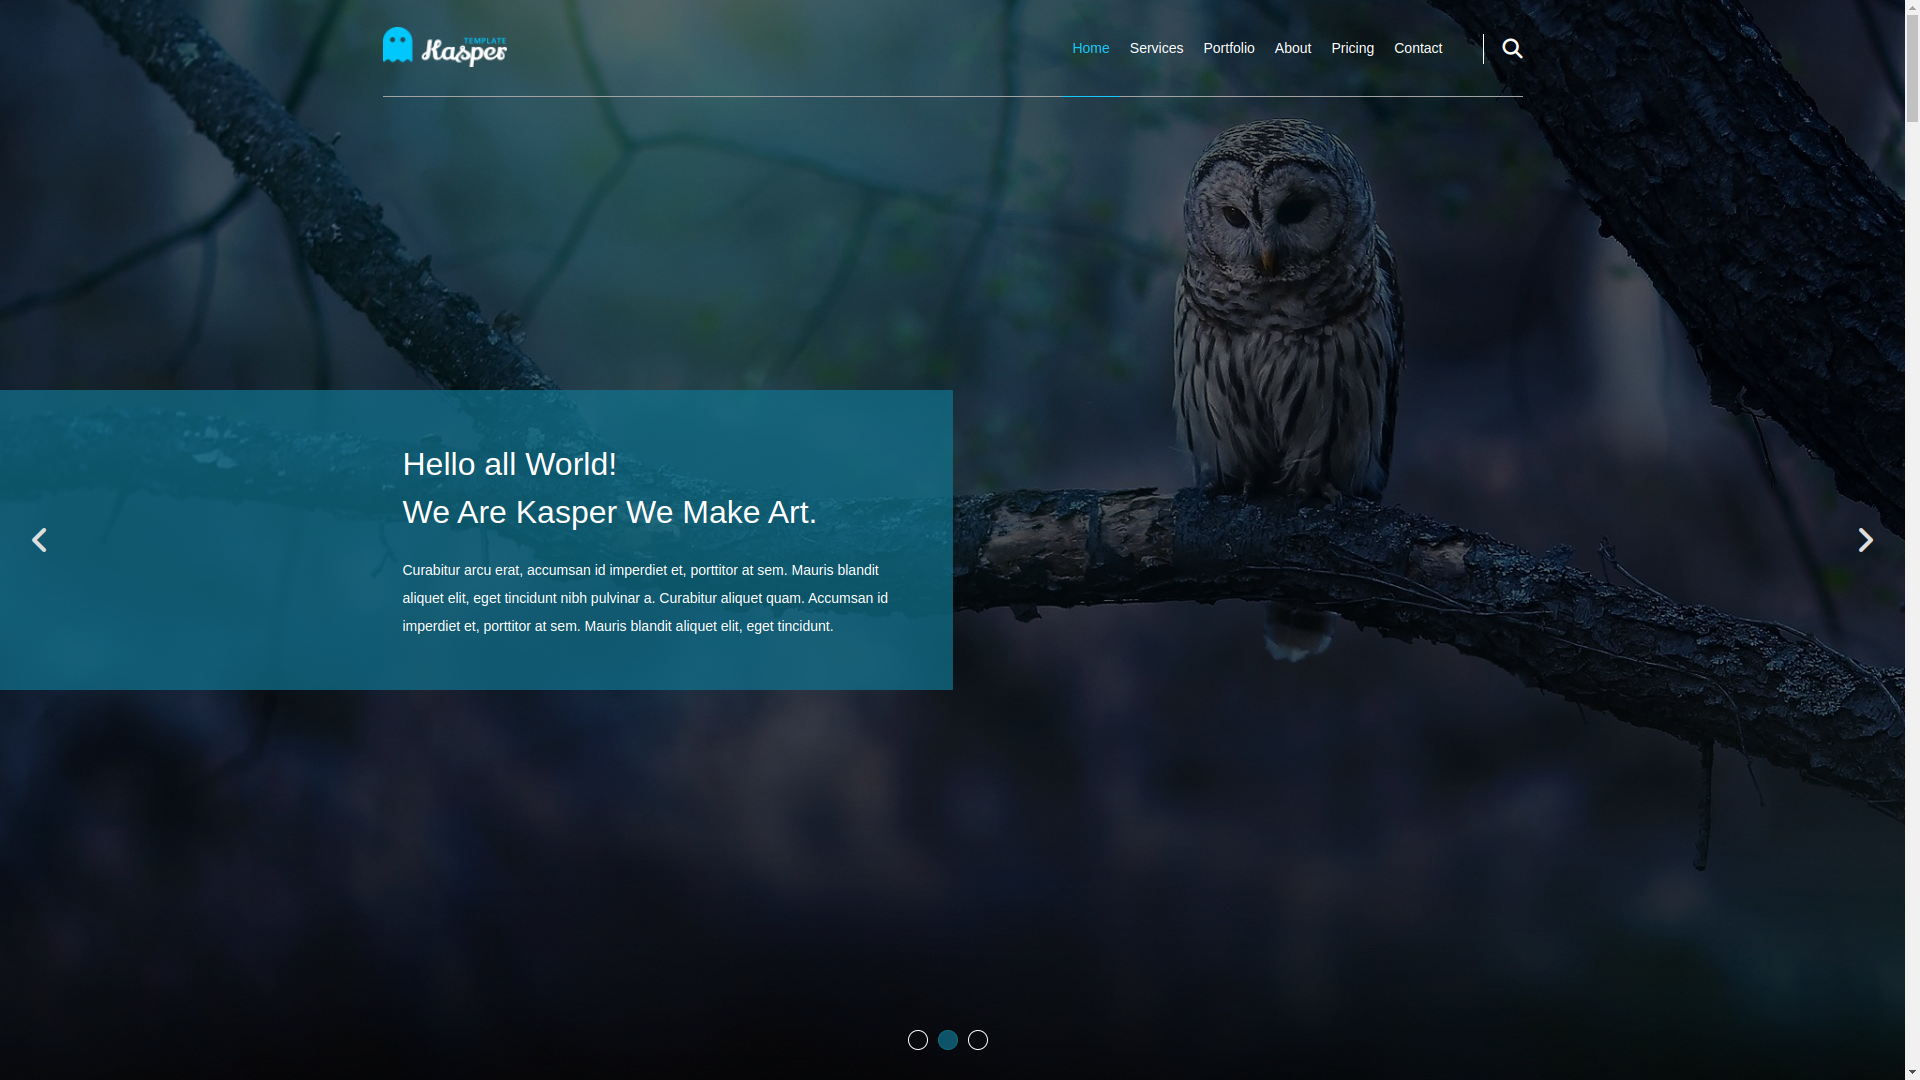 TEMPLATE
Kasper
Home Services Portfolio About Pricing Contact
Hello all World!
We Are Kasper We Make Art.
Curabitur arcu erat, accumsan id imperdiet et, porttitor at sem. Mauris blandit
aliquet elit, eget tincidunt nibh pulvinar a. Curabitur aliquet quam. Accumsan id
imperdiet et, porttitor at sem. Mauris blandit aliquet elit, eget tincidunt.